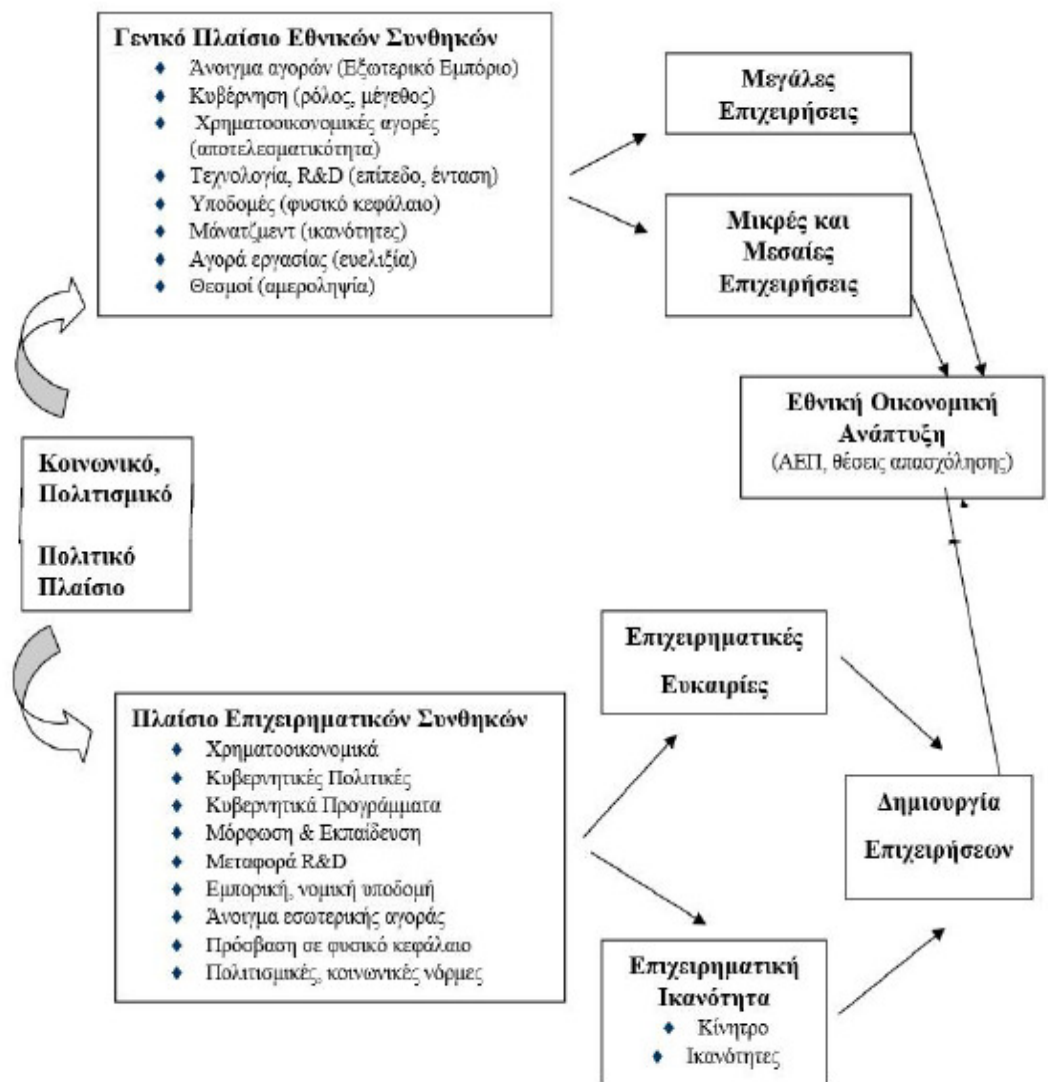 Γενικό Πλαίσιο Εθνικών Συνθηκών
Άνοιγμα αγορών (Εξωτερικό Εμπόριο)
Κυβέρνηση (ρόλος, μέγεθος)
Χρηματοοικονομικές αγορές
(αποτελεσματικότητα)
Τεχνολογία, R&D (επίπεδο, ένταση)
Υποδομές (φυσικό κεφάλαιο)
Μάνατζμεντ (ικανότητες)
Αγορά εργασίας (ευελιξία)
Θεσμοί (αμεροληψία)
Μεγάλες
Επιχειρήσεις
Μικρές και
Μεσαίες
Επιχειρήσεις
Εθνική Οικονομική
Ανάπτυξη
(ΑΕΠ, θέσεις απασχόλησης)
Κοινωνικό,
Πολιτισμικό
Πολιτικό
Πλαίσιο
Πλαίσιο Επιχειρηματικών Συνθηκών
Χρηματοοικονομικά
Κυβερνητικές Πολιτικές
Κυβερνητικά Προγράμματα
Μόρφωση & Εκπαίδευση
Μεταφορά R&D
Εμπορική, νομική υποδομή
Άνοιγμα εσωτερικής αγοράς
Πρόσβαση σε φυσικό κεφάλαιο
Πολιτισμικές, κοινωνικές νόρμες
Επιχειρηματικές
Ευκαιρίες
Δημιουργία
Επιχειρήσεων
Επιχειρηματική
Ικανότητα
Κίνητρο
Ικανότητες